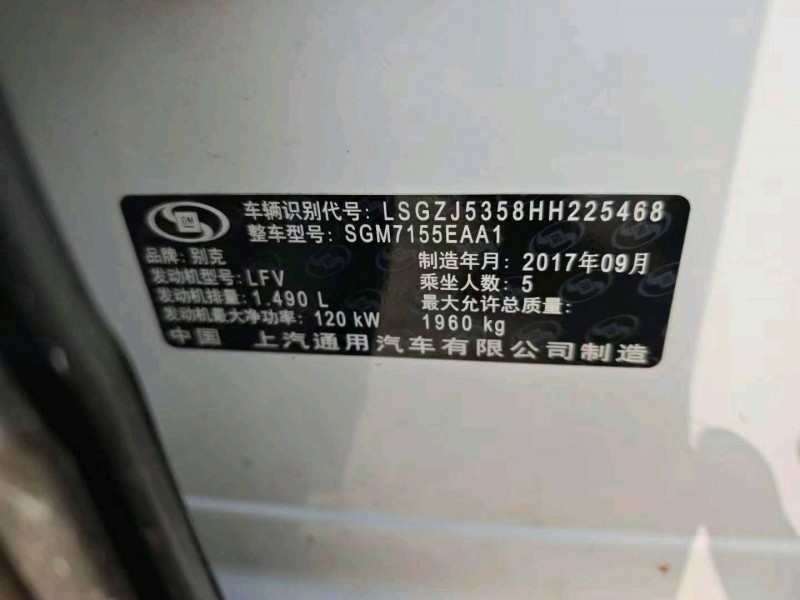 GM
车辆识别代号: LSGZJ5358HH225468
整车型号: SGM7155EAA1
品牌: 别克 制造年月: 2017年09月
发动机型号: LFV 乘坐人数: 5
发动机排量: 1.490 L 最大允许总质量:
发动机最大净功率: 120 kW 1960 kg
中国 上汽通用汽车有限公司制造